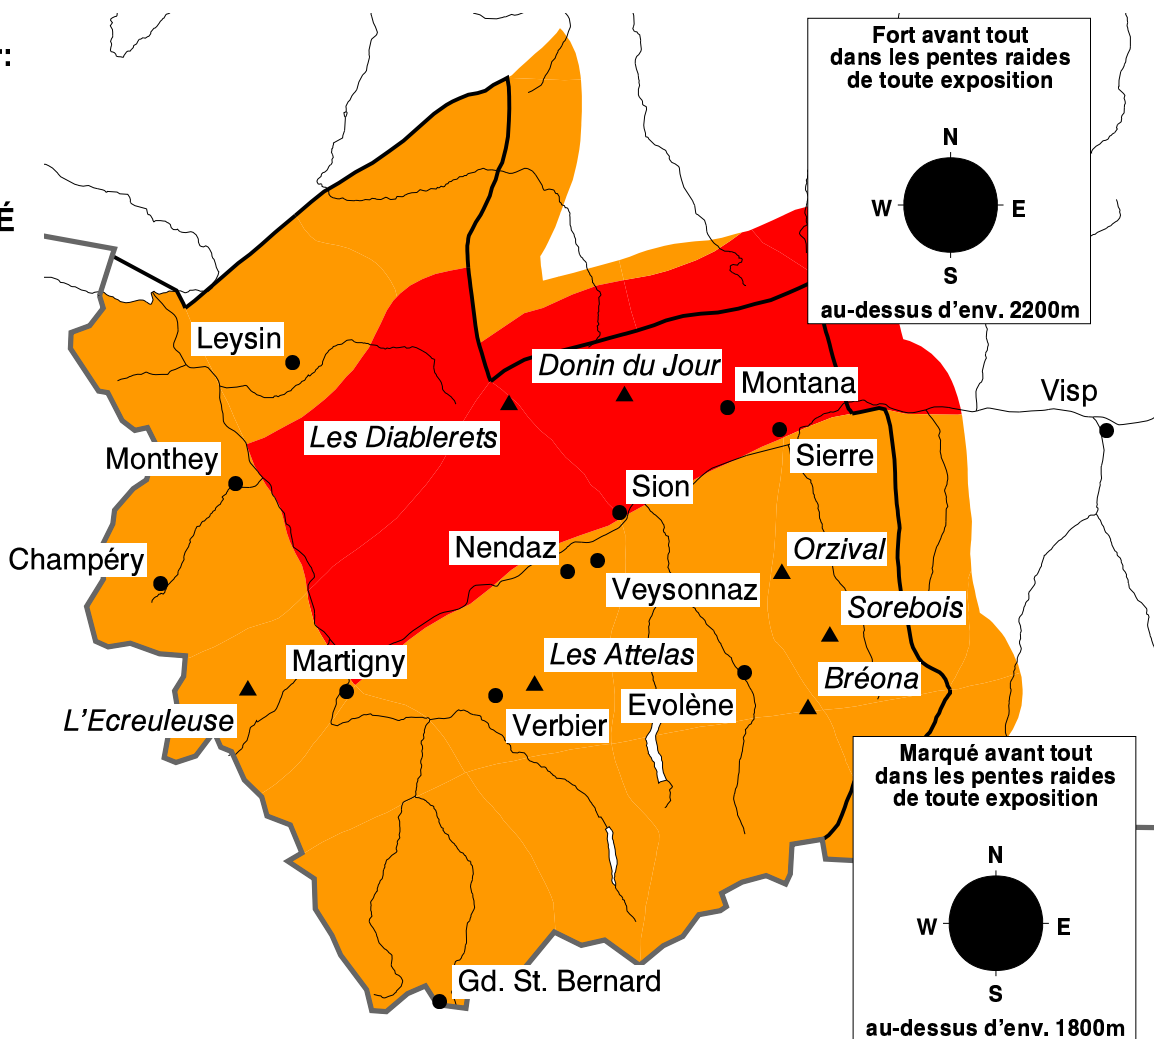 r:
É
Fort avant tout
dans les pentes raides
de toute exposition
N
W
E
S
au-dessus d'env. 2200m
Leysin
Donin du Jour
Montana
Visp
Les Diablerets
Sierre
Monthey
Sion
Nendaz
Orzival
Champéry
Veysonnaz
Sorebois
Martigny
Les Attelas
Bréona
L'Ecreuleuse
Verbier
Evolène
Marqué avant tout
dans les pentes raides
de toute exposition
N
W
E
S
au-dessus d'env. 1800m
Gd. St. Bernard